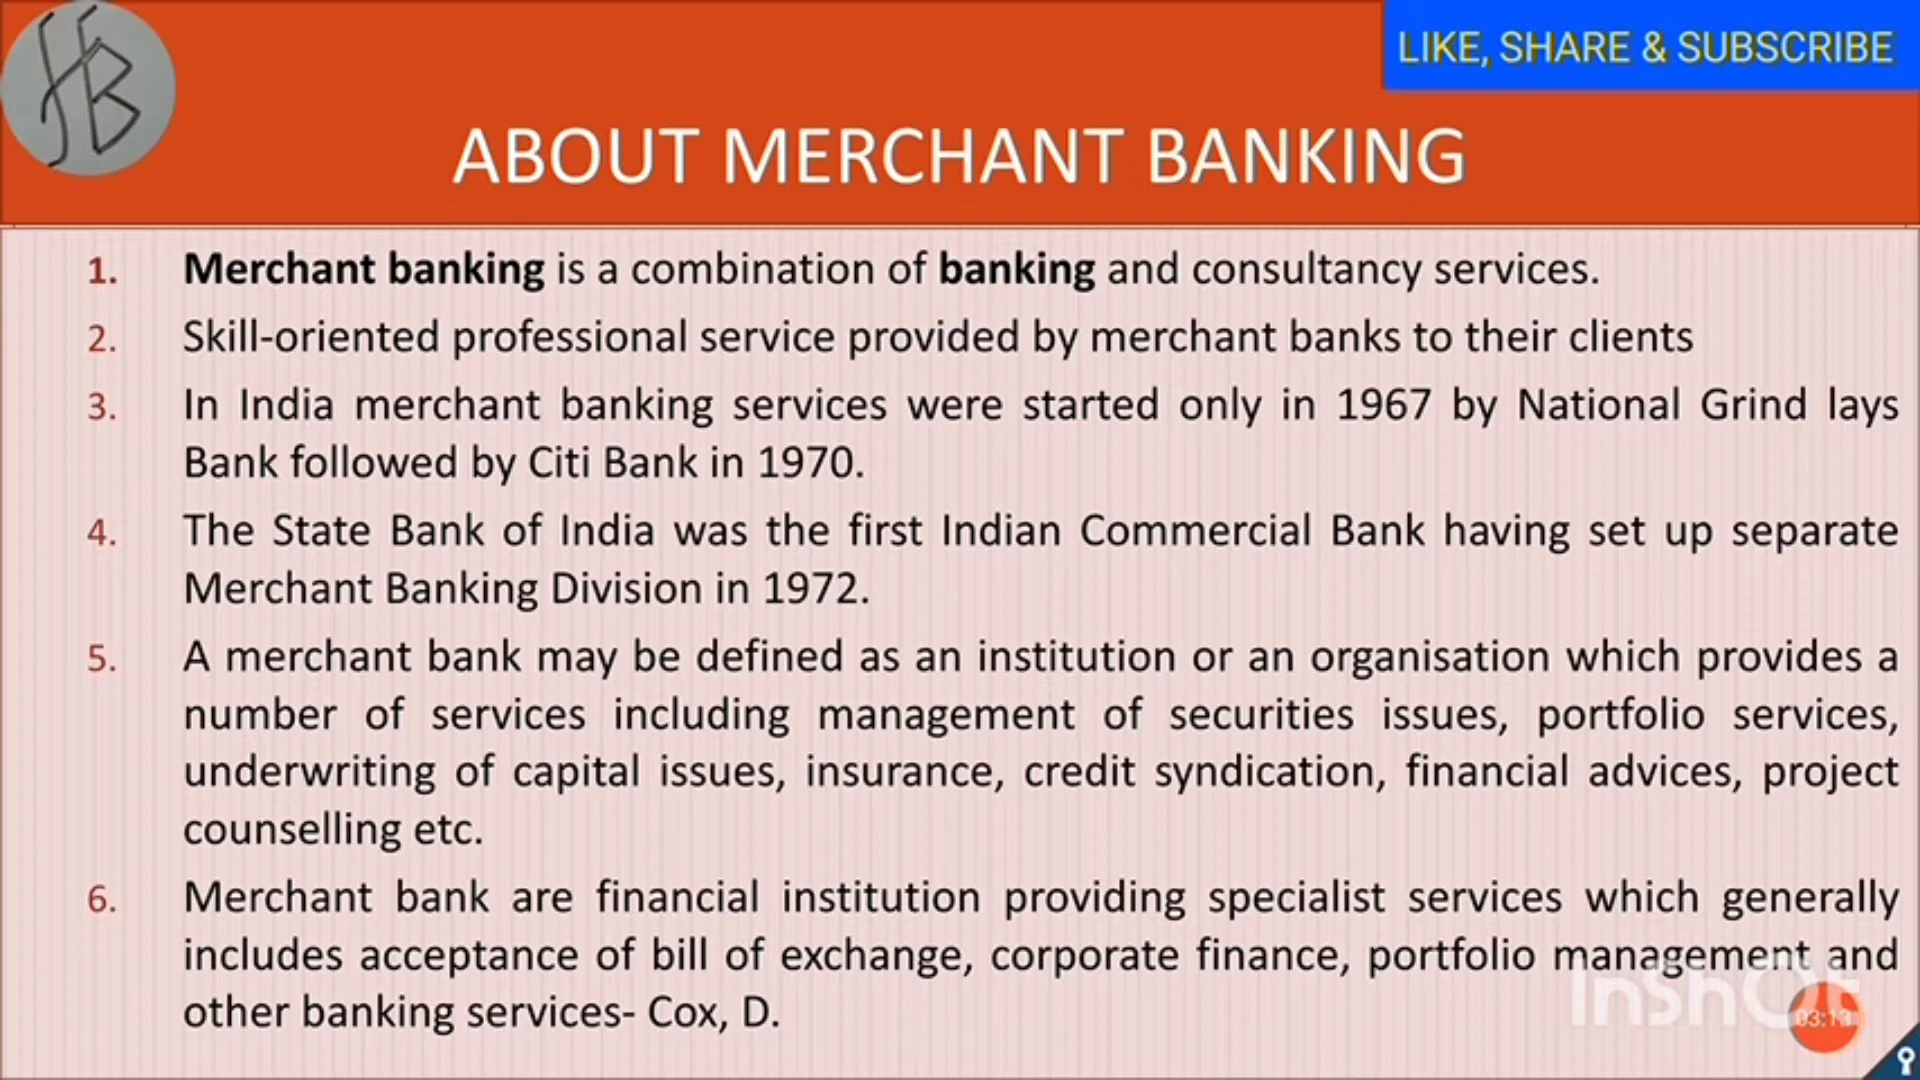 LIKE, SHARE & SUBSCRIBE
ABOUT MERCHANT BANKING
1. Merchant banking is a combination of banking and consultancy services.
2. Skill-oriented professional service provided by merchant banks to their clients
3. In India merchant banking services were started only in 1967 by National Grind lays
Bank followed by Citi Bank in 1970.
4. The State Bank of India was the first Indian Commercial Bank having set up separate
Merchant Banking Division in 1972.
5. A merchant bank may be defined as an institution or an organisation which provides a
number of services including management of securities issues, portfolio services,
underwriting of capital issues, insurance, credit syndication, financial advices, project
counselling etc.
6. Merchant bank are financial institution providing specialist services which generally
includes acceptance of bill of exchange, corporate finance, portfolio management and
other banking services- Cox, D.
InShOt
03:13